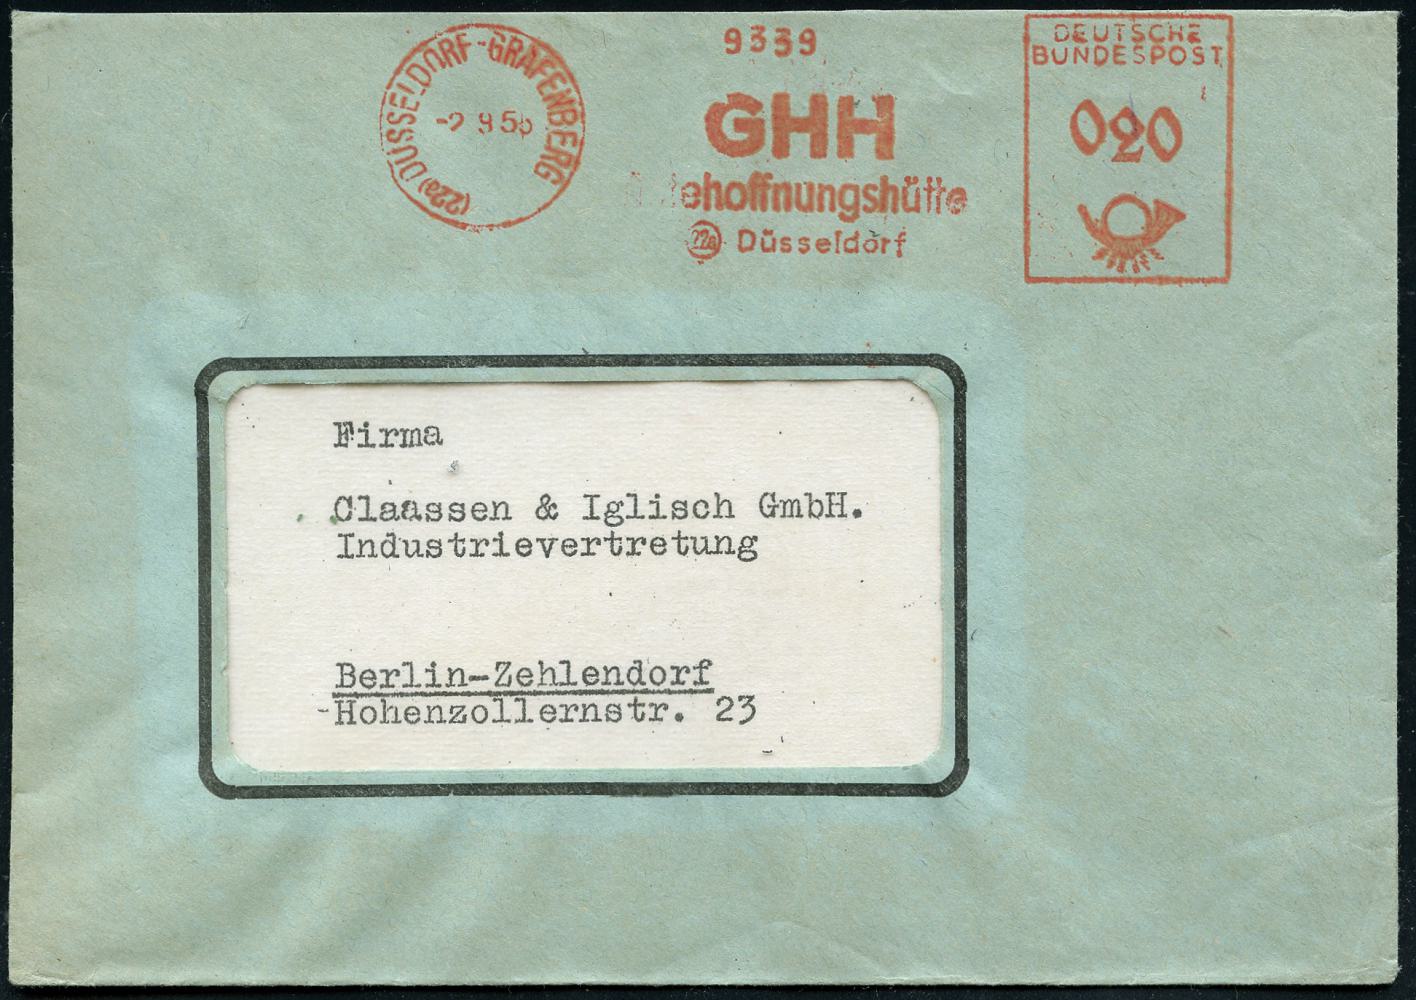 (22a) DÜSSELDORF-GRAFENBERG
-2.9.50
9339
GHH
ehoffnungshütte
22a Düsseldorf
DEUTSCHE
BUNDESPOST
020
Firma
Claassen & Iglisch GmbH.
Industrievertretung
Berlin-Zehlendorf
-Hohenzollernstr. 23